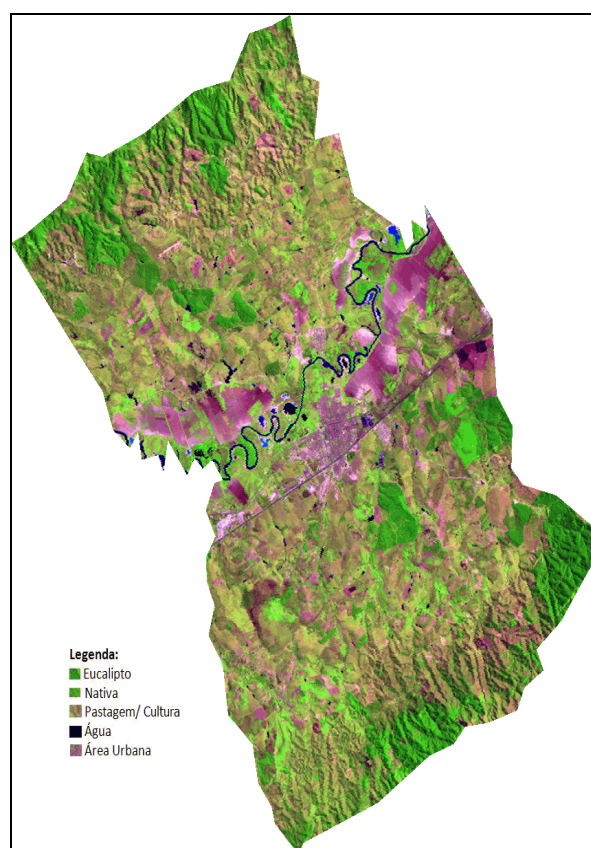 Legenda:
Eucalipto
Nativa
Pastagem/ Cultura
Água
Área Urbana